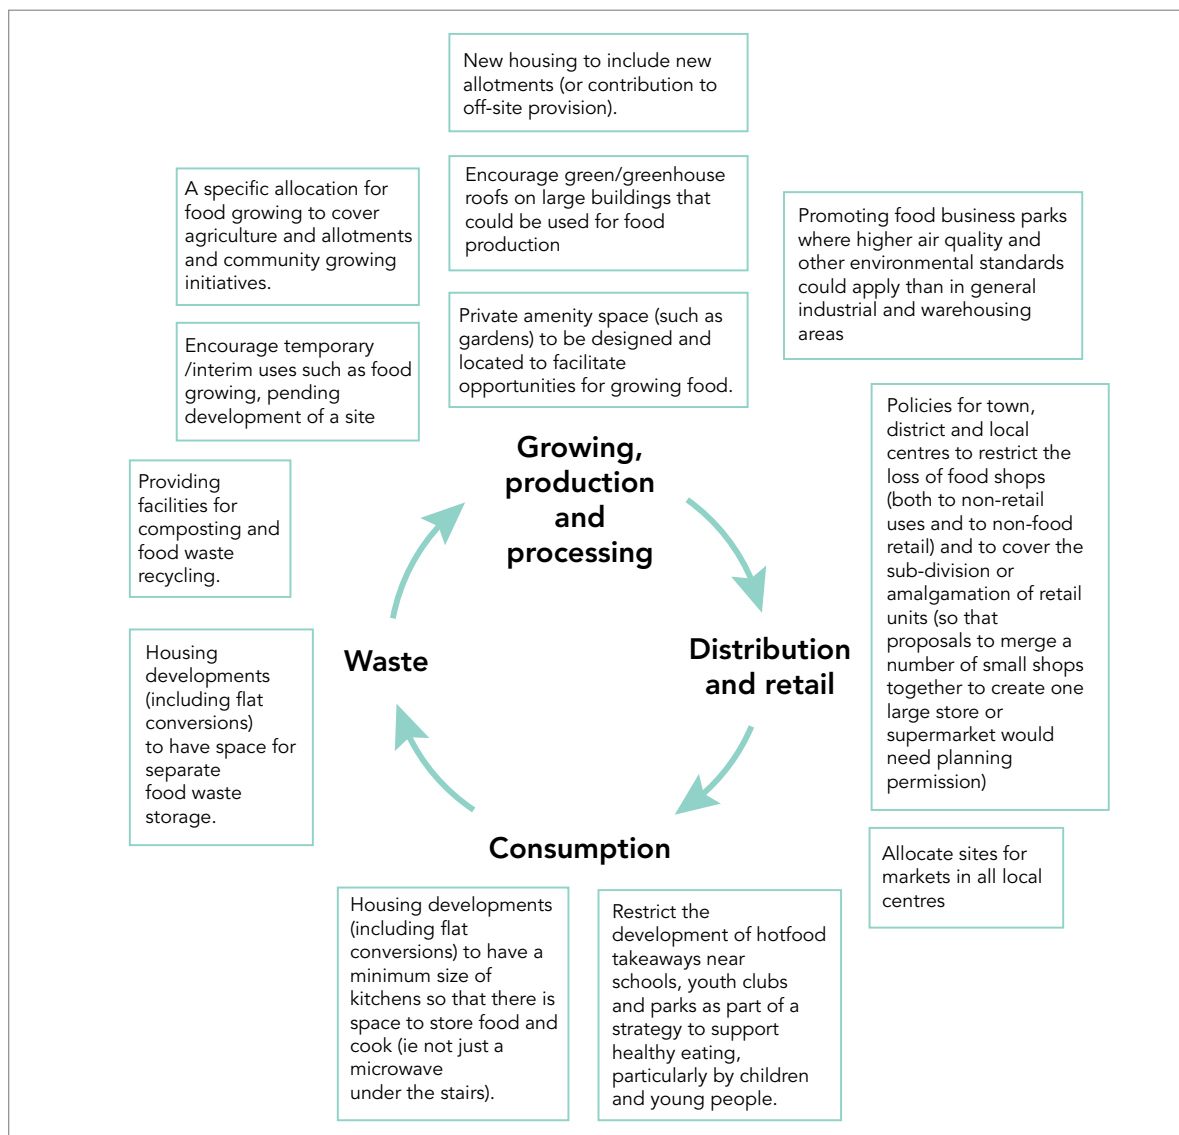 New housing to include new
allotments (or contribution to
off-site provision).
Encourage green/greenhouse
roofs on large buildings that
could be used for food
production
Private amenity space (such as
gardens) to be designed and
located to facilitate
opportunities for growing food.
A specific allocation for
food growing to cover
agriculture and allotments
and community growing
initiatives.
Encourage temporary
/interim uses such as food
growing, pending
development of a site
Promoting food business parks
where higher air quality and
other environmental standards
could apply than in general
industrial and warehousing
areas
Growing,
production
and
processing
Policies for town,
district and local
centres to restrict the
loss of food shops
(both to non-retail
uses and to non-food
retail) and to cover the
sub-division or
amalgamation of retail
units (so that
proposals to merge a
number of small shops
together to create one
large store or
supermarket would
need planning
permission)
Providing
facilities for
composting and
food waste
recycling.
Waste
Distribution
and retail
Housing
developments
(including flat
conversions)
to have space for
separate
food waste
storage.
Consumption
Allocate sites for
markets in all local
centres
Housing developments
(including flat
conversions) to have a
minimum size of
kitchens so that there is
space to store food and
cook (ie not just a
microwave
under the stairs).
Restrict the
development of hotfood
takeaways near
schools, youth clubs
and parks as part of a
strategy to support
healthy eating,
particularly by children
and young people.